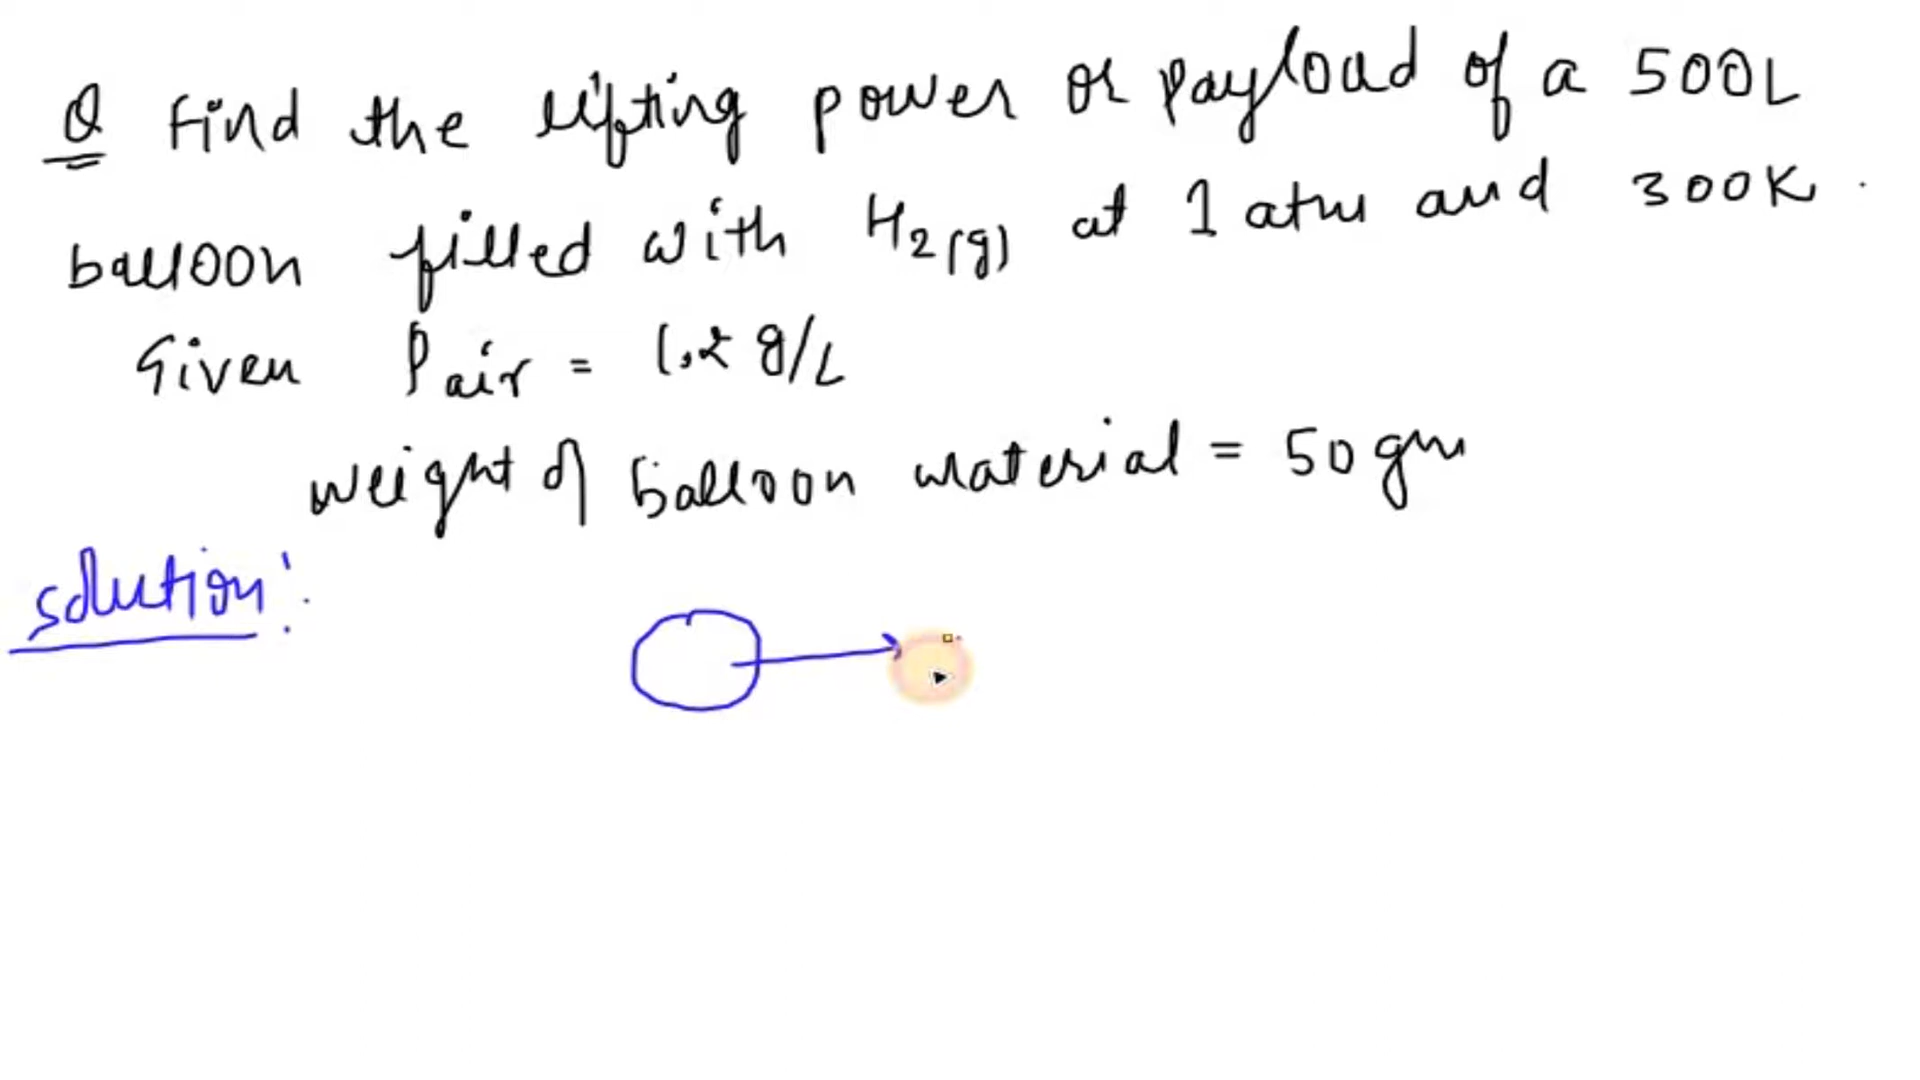 Q Find the lifting power or payload of a 500L
balloon filled with H2(g) at 1 atm and 300K.
Given ρair = 1.2 g/L
weight of balloon material = 50 gm
solution: